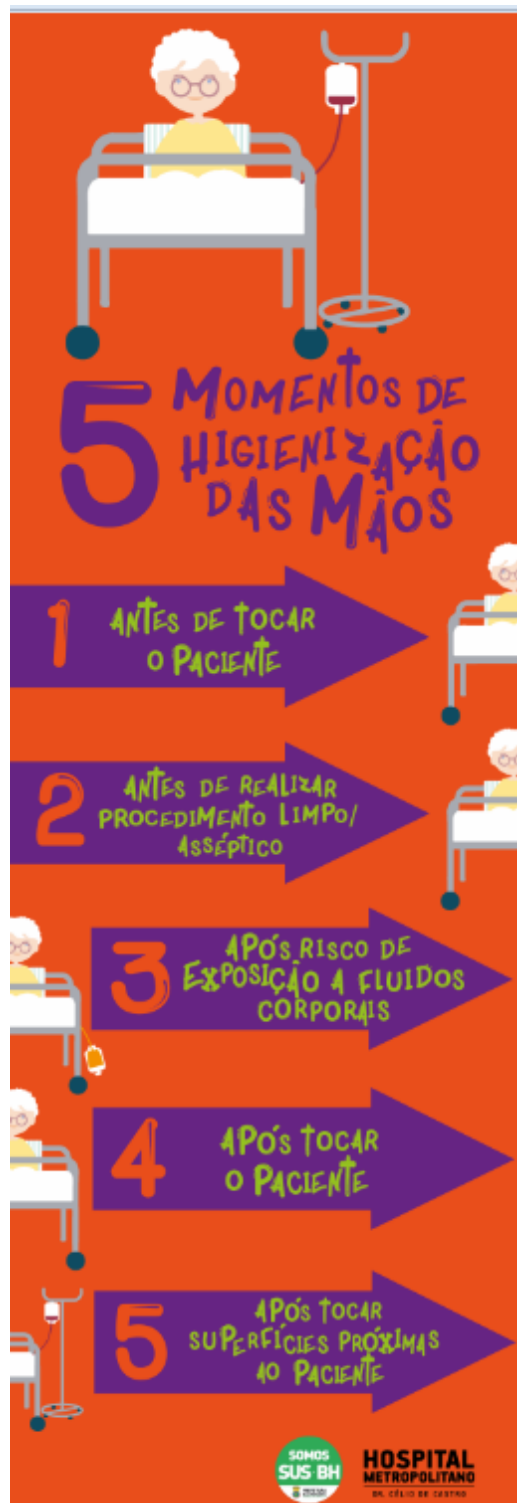 5 MOMENTOS DE
HIGIENIZAÇÃO
DAS MÃOS
1 ANTES DE TOCAR
O PACIENTE
2 ANTES DE REALIZAR
PROCEDIMENTO LIMPO/
ASSÉPTICO
3 APÓS RISCO DE
EXPOSIÇÃO A FLUIDOS
CORPORAIS
4 APÓS TOCAR
O PACIENTE
5 APÓS TOCAR
SUPERFÍCIES PRÓXIMAS
AO PACIENTE
SOMOS
SUS BH
HOSPITAL
METROPOLITANO
DR. CÉLIO DE CASTRO